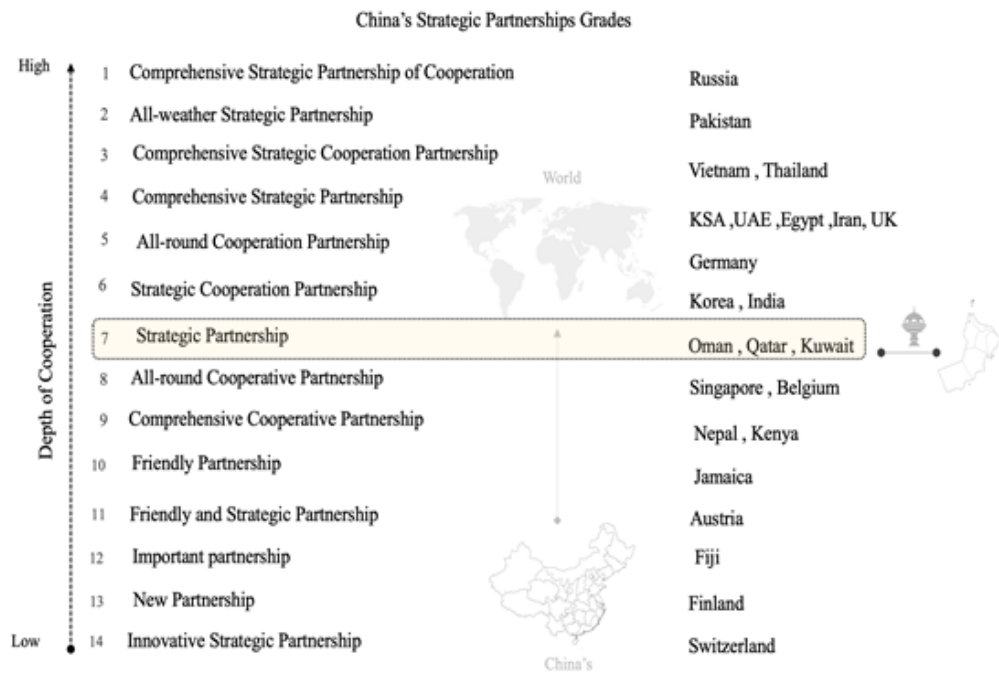 China's Strategic Partnerships Grades
High
1 Comprehensive Strategic Partnership of Cooperation Russia
2 All-weather Strategic Partnership Pakistan
3 Comprehensive Strategic Cooperation Partnership Vietnam , Thailand
World
4 Comprehensive Strategic Partnership KSA ,UAE ,Egypt ,Iran, UK
5 All-round Cooperation Partnership Germany
6 Strategic Cooperation Partnership Korea , India
7 Strategic Partnership Oman , Qatar , Kuwait
8 All-round Cooperative Partnership Singapore , Belgium
9 Comprehensive Cooperative Partnership Nepal , Kenya
10 Friendly Partnership Jamaica
11 Friendly and Strategic Partnership Austria
12 Important partnership Fiji
13 New Partnership Finland
Low
14 Innovative Strategic Partnership Switzerland
China's
Depth of Cooperation